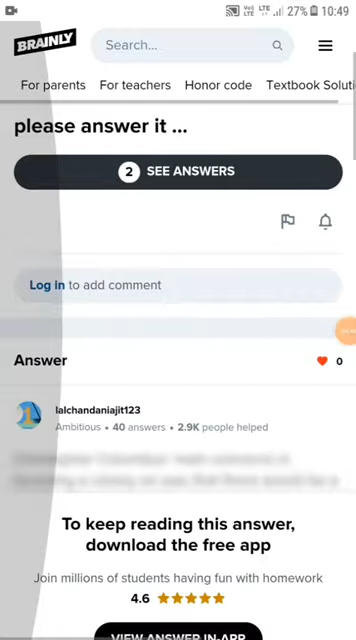 27% 10:49
BRAINLY
Search...
For parents For teachers Honor code Textbook Soluti
please answer it ...
2 SEE ANSWERS
Log in to add comment
Answer
0
lalchandaniajit123
Ambitious • 40 answers • 2.9K people helped
To keep reading this answer,
download the free app
Join millions of students having fun with homework
4.6
VIEW ANSWER IN-APP